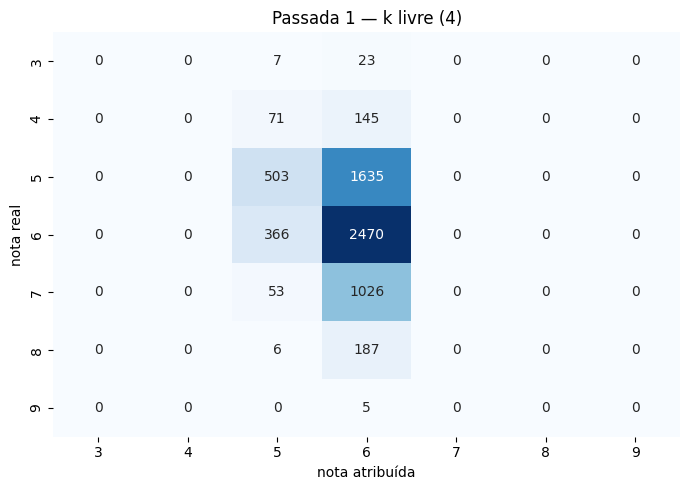 Passada 1 — k livre (4)
nota real
3 0 0 7 23 0 0 0
4 0 0 71 145 0 0 0
5 0 0 503 1635 0 0 0
6 0 0 366 2470 0 0 0
7 0 0 53 1026 0 0 0
8 0 0 6 187 0 0 0
9 0 0 0 5 0 0 0
3 4 5 6 7 8 9
nota atribuída